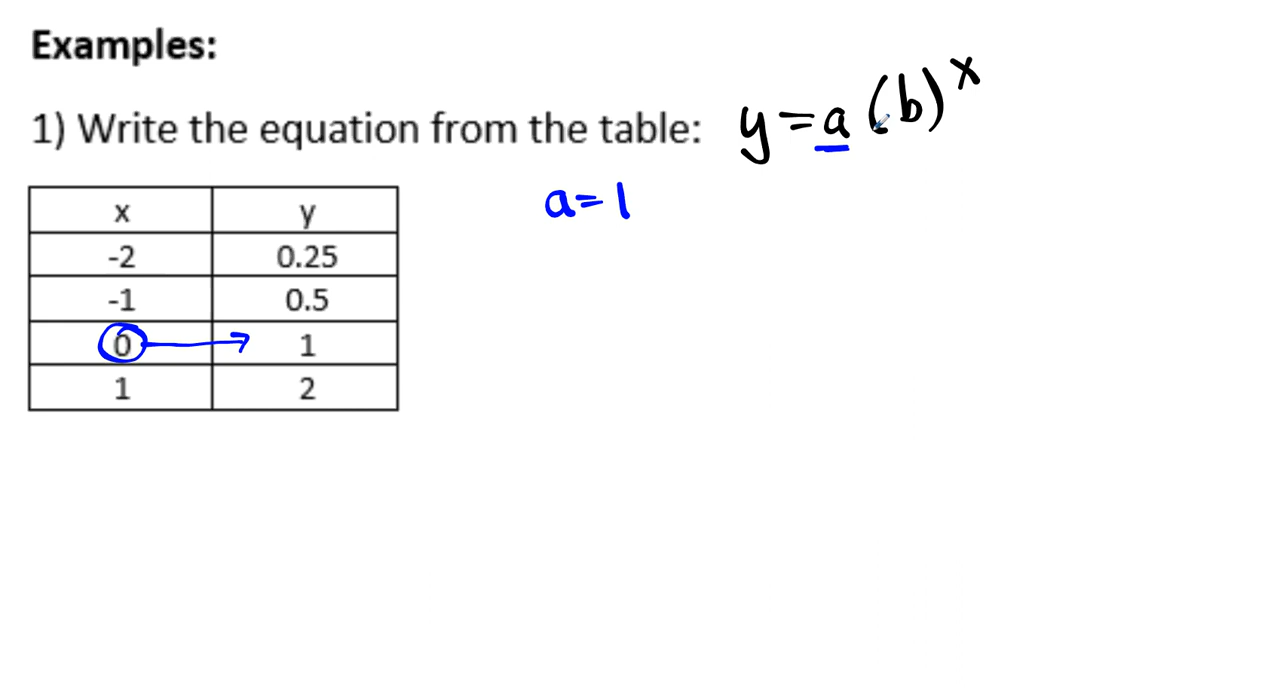 Examples:
1) Write the equation from the table: y = a (b)^x
a = 1
x y
-2 0.25
-1 0.5
0 1
1 2